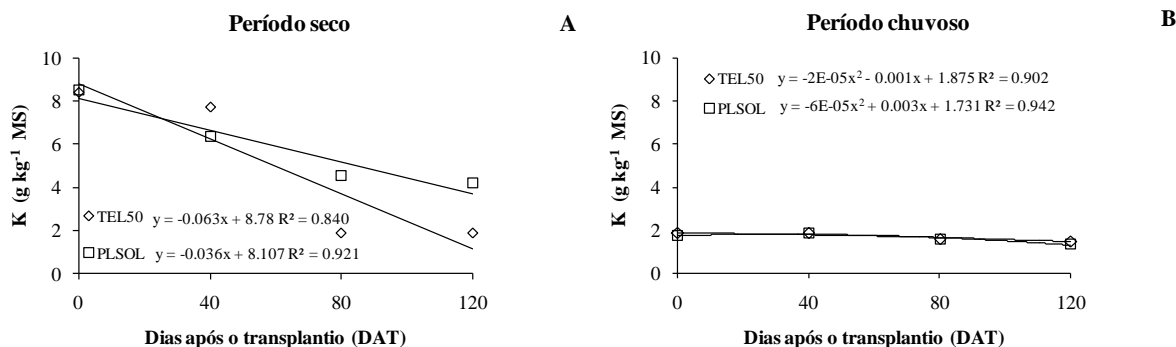 Período seco
A
10
8
6
4
2
0
K (g kg-1 MS)
TEL50 y = -0.063x + 8.78 R² = 0.840
PLSOL y = -0.036x + 8.107 R² = 0.921
0 40 80 120
Dias após o transplantio (DAT)
Período chuvoso
B
10
8
6
4
2
0
K (g kg-1 MS)
TEL50 y = -2E-05x² - 0.001x + 1.875 R² = 0.902
PLSOL y = -6E-05x² + 0.003x + 1.731 R² = 0.942
0 40 80 120
Dias após o transplantio (DAT)